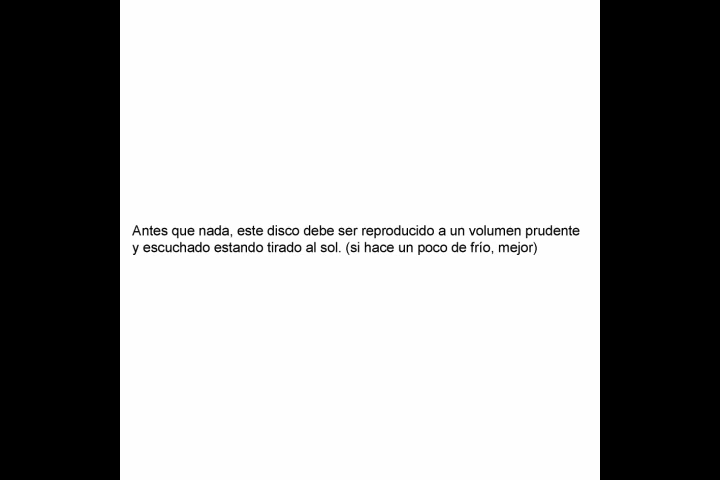 Antes que nada, este disco debe ser reproducido a un volumen prudente
y escuchado estando tirado al sol. (si hace un poco de frío, mejor)